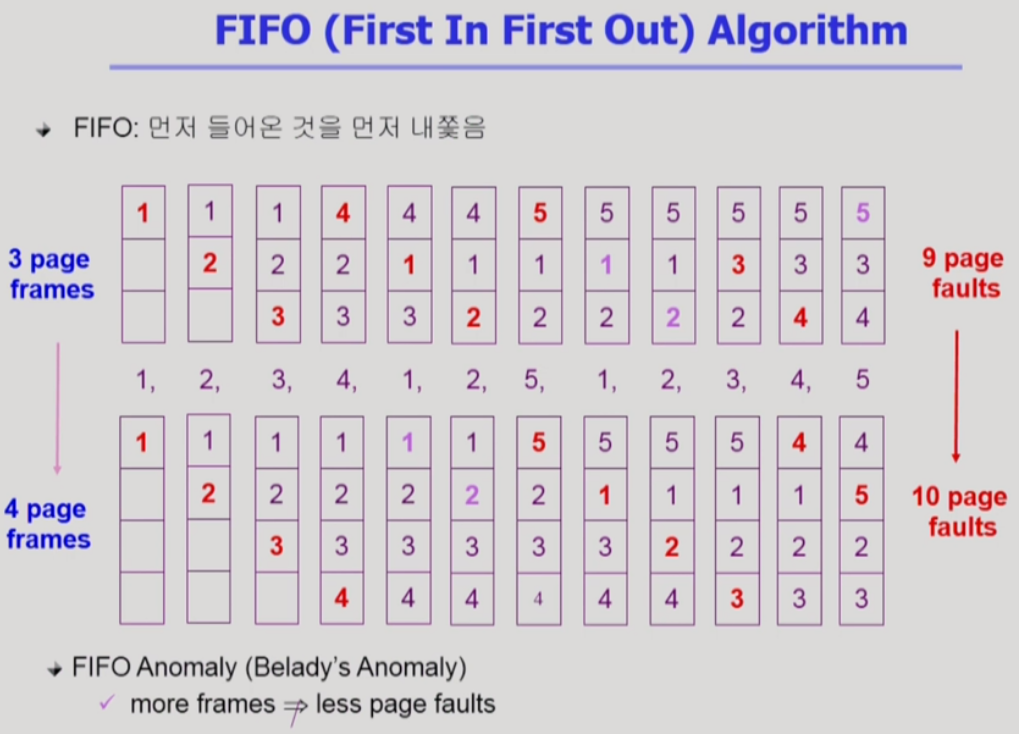 FIFO (First In First Out) Algorithm
FIFO: 먼저 들어온 것을 먼저 내쫓음
1 1 1 4 4 4 5 5 5 5 5 5
3 page
frames
2 2 2 1 1 1 1 1 3 3 3
9 page
faults
3 3 3 2 2 2 2 2 4 4
1, 2, 3, 4, 1, 2, 5, 1, 2, 3, 4, 5
1 1 1 1 1 1 5 5 5 5 4 4
2 2 2 2 2 2 1 1 1 1 5
4 page
frames
3 3 3 3 3 3 2 2 2 2
10 page
faults
4 4 4 4 4 4 3 3 3
FIFO Anomaly (Belady's Anomaly)
✓ more frames ⇏ less page faults